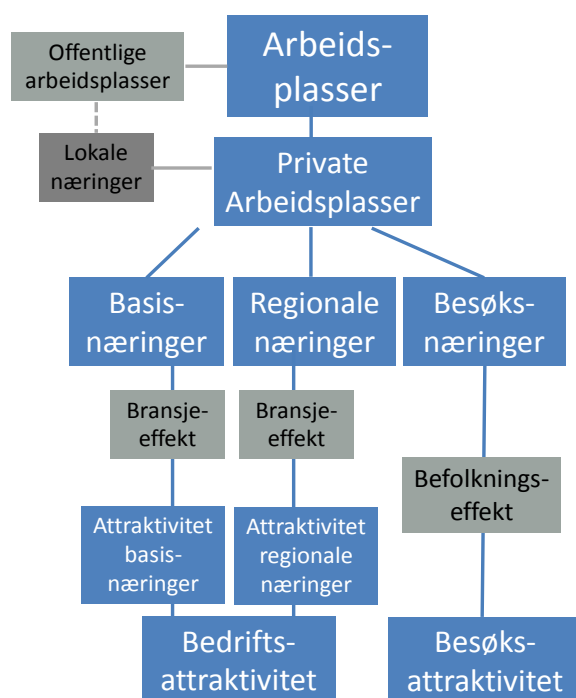 Offentlige
arbeidsplasser
Arbeids-
plasser
Lokale
næringer
Private
Arbeidsplasser
Basis-
næringer
Regionale
næringer
Besøks-
næringer
Bransje-
effekt
Bransje-
effekt
Befolknings-
effekt
Attraktivitet
basis-
næringer
Attraktivitet
regionale
næringer
Bedrifts-
attraktivitet
Besøks-
attraktivitet